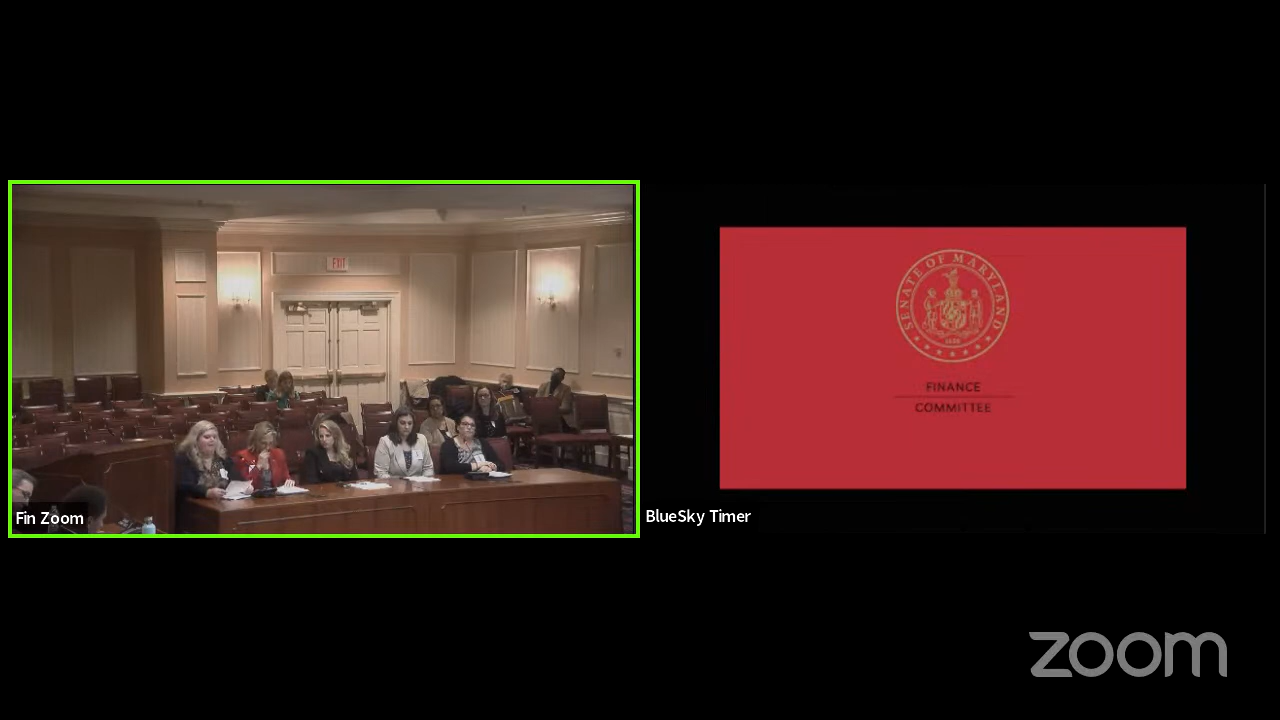 EXIT
Fin Zoom
SENATE OF MARYLAND
FINANCE
COMMITTEE
BlueSky Timer
zoom